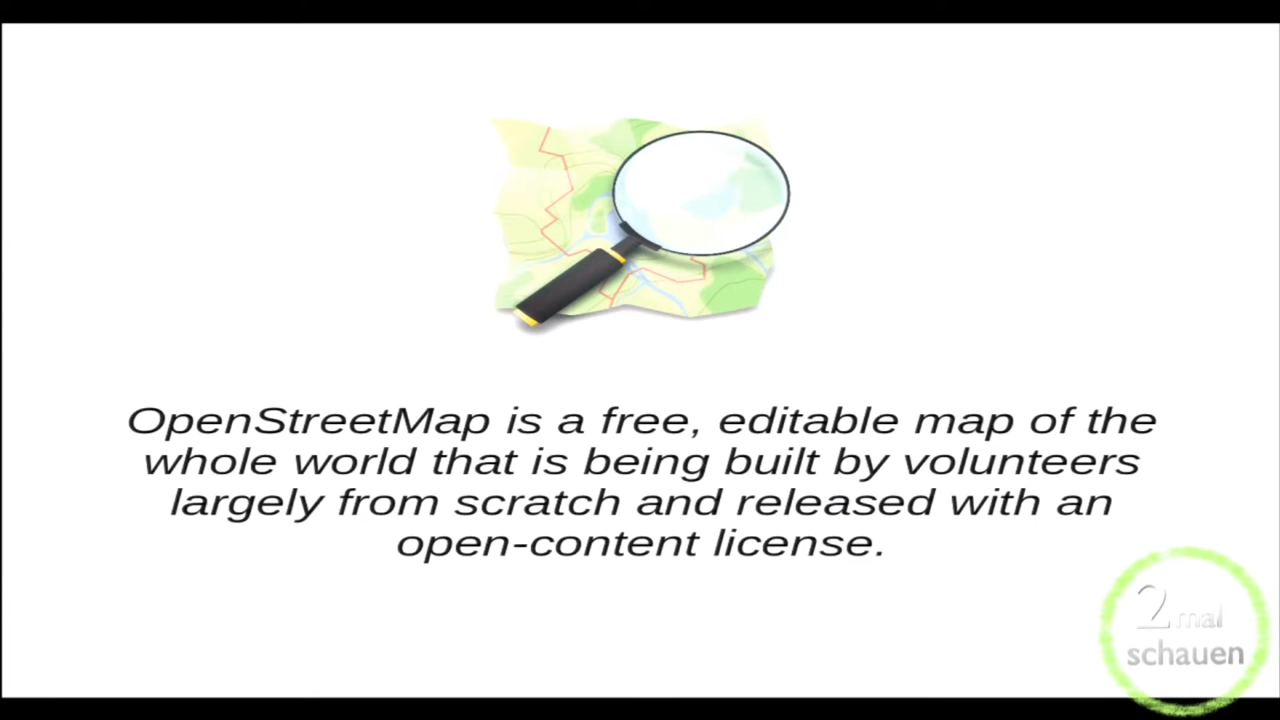 OpenStreetMap is a free, editable map of the
whole world that is being built by volunteers
largely from scratch and released with an
open-content license.
2 mal
schauen